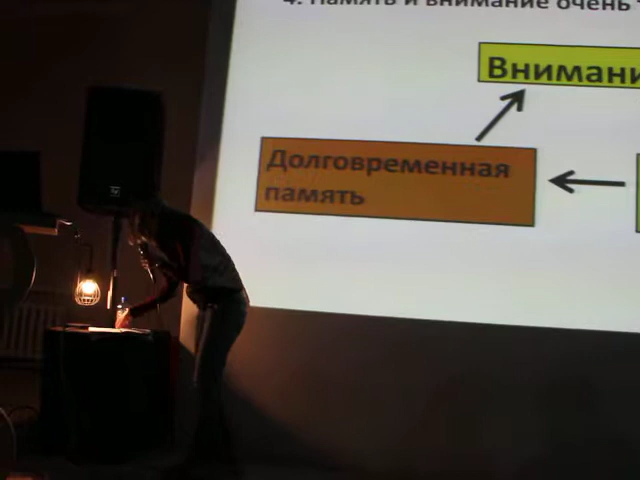 4. Память и внимание очень
Внимани
Долговременная
память